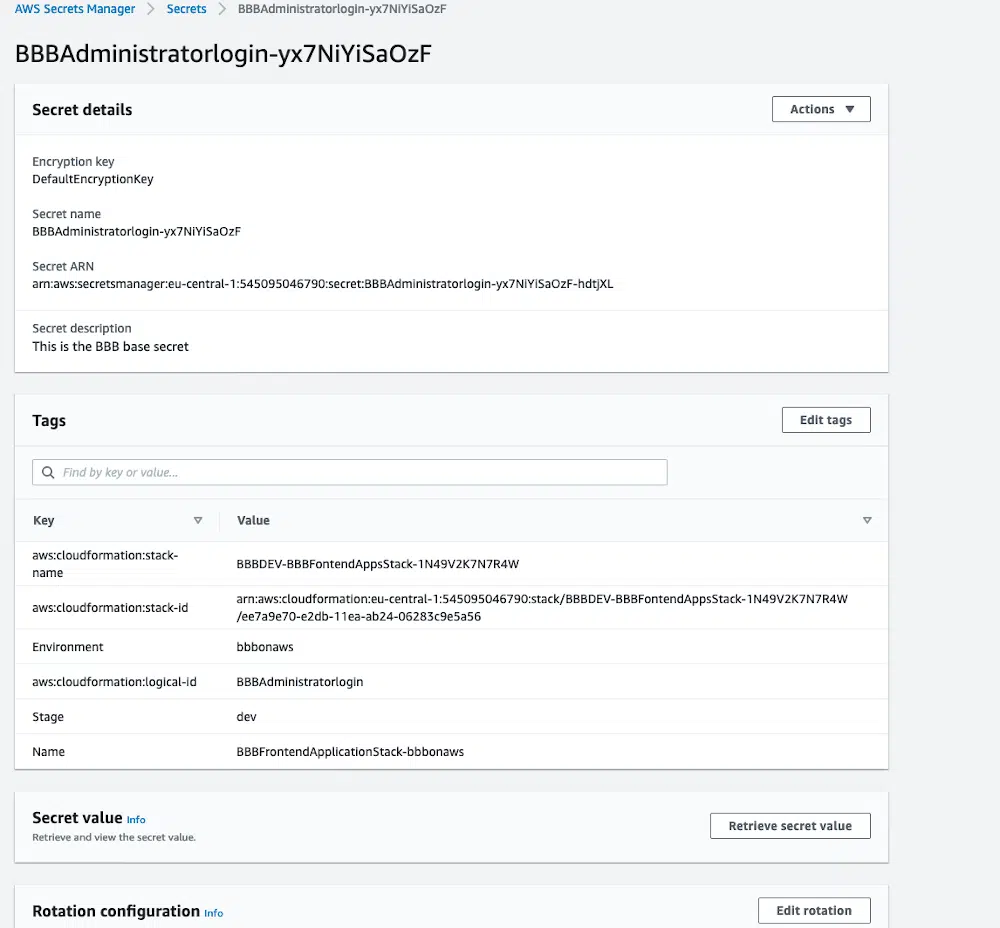 AWS Secrets Manager > Secrets > BBBAdministratorlogin-yx7NiYiSaOzF
BBBAdministratorlogin-yx7NiYiSaOzF
Secret details
Actions ▼
Encryption key
DefaultEncryptionKey
Secret name
BBBAdministratorlogin-yx7NiYiSaOzF
Secret ARN
arn:aws:secretsmanager:eu-central-1:545095046790:secret:BBBAdministratorlogin-yx7NiYiSaOzF-hdtjXL
Secret description
This is the BBB base secret
Tags
Edit tags
Find by key or value...
Key Value
aws:cloudformation:stack-
name
BBBDEV-BBBFontendAppsStack-1N49V2K7N7R4W
aws:cloudformation:stack-id
arn:aws:cloudformation:eu-central-1:545095046790:stack/BBBDEV-BBBFontendAppsStack-1N49V2K7N7R4W
/ee7a9e70-e2db-11ea-ab24-06283c9e5a56
Environment bbbonaws
aws:cloudformation:logical-id BBBAdministratorlogin
Stage dev
Name BBBFrontendApplicationStack-bbbonaws
Secret value Info
Retrieve and view the secret value.
Retrieve secret value
Rotation configuration Info
Edit rotation